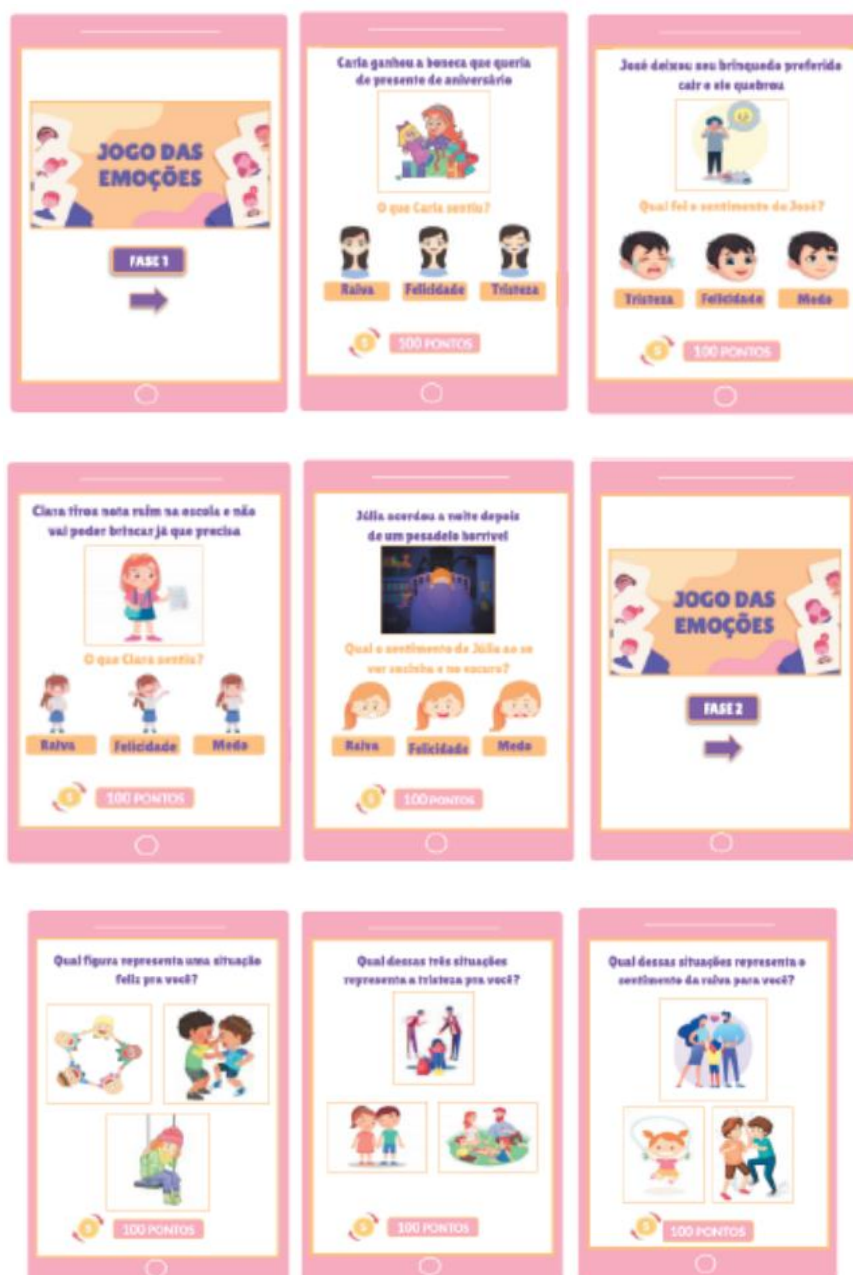 JOGO DAS
EMOÇÕES
FASE 1
Carla ganhou a boneca que queria
de presente de aniversário
O que Carla sentiu?
Raiva
Felicidade
Tristeza
S
100 PONTOS
José deixou seu brinquedo preferido
cair e ele quebrou
Qual foi o sentimento de José?
Tristeza
Felicidade
Medo
S
100 PONTOS
Clara tirou nota ruim na escola e não
vai poder brincar já que precisa
O que Clara sentiu?
Raiva
Felicidade
Medo
S
100 PONTOS
Júlia acordou a noite depois
de um pesadelo horrível
Qual o sentimento de Júlia ao se
ver sozinha e no escuro?
Raiva
Felicidade
Medo
S
100 PONTOS
JOGO DAS
EMOÇÕES
FASE 2
Qual figura representa uma situação
feliz pra você?
S
100 PONTOS
Qual dessas três situações
representa a tristeza pra você?
S
100 PONTOS
Qual dessas situações representa o
sentimento da raiva para você?
S
100 PONTOS